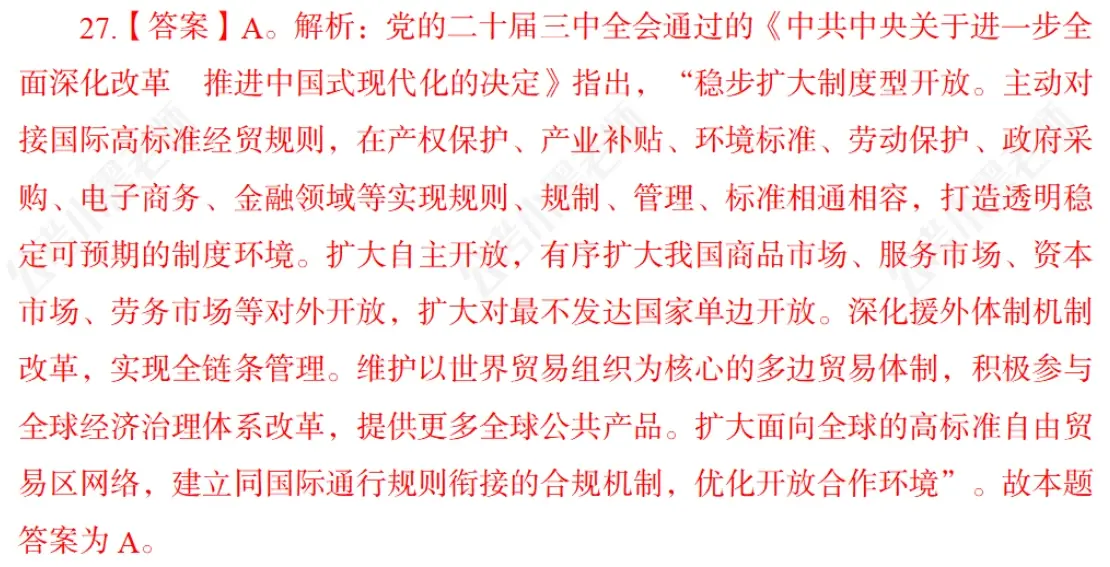 27.【答案】A。解析：党的二十届三中全会通过的《中共中央关于进一步全
面深化改革　推进中国式现代化的决定》指出，“稳步扩大制度型开放。主动对
接国际高标准经贸规则，在产权保护、产业补贴、环境标准、劳动保护、政府采
购、电子商务、金融领域等实现规则、规制、管理、标准相通相容，打造透明稳
定可预期的制度环境。扩大自主开放，有序扩大我国商品市场、服务市场、资本
市场、劳务市场等对外开放，扩大对最不发达国家单边开放。深化援外体制机制
改革，实现全链条管理。维护以世界贸易组织为核心的多边贸易体制，积极参与
全球经济治理体系改革，提供更多全球公共产品。扩大面向全球的高标准自由贸
易区网络，建立同国际通行规则衔接的合规机制，优化开放合作环境”。故本题
答案为 A。